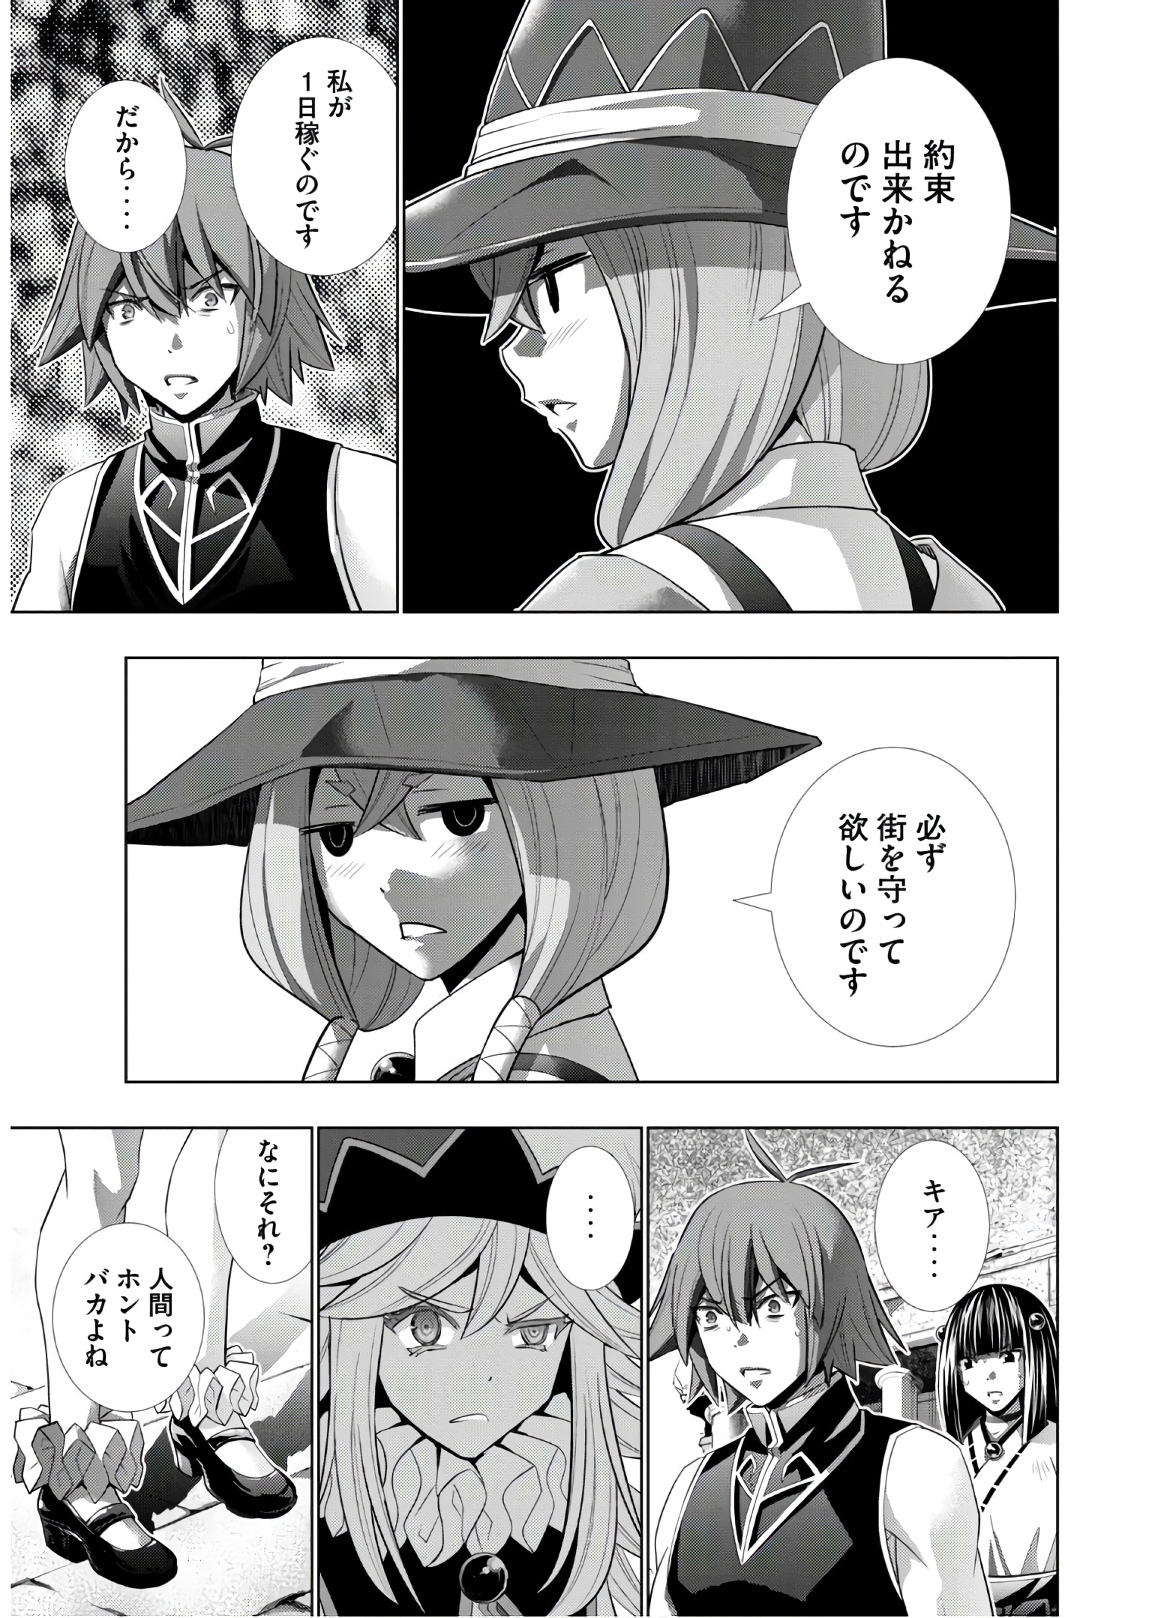 約束
出来かねる
のです
私が
1日稼ぐのです
だから‥‥
必ず
街を守って
欲しいのです
キア‥‥
‥‥
なにそれ?
人間って
ホント
バカよね